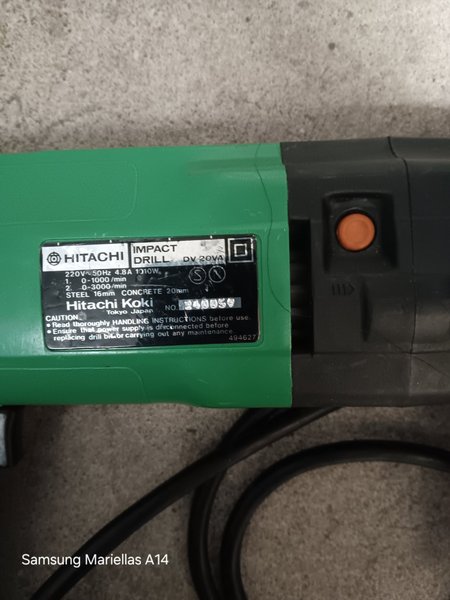 HITACHI IMPACT DRILL DV 20VA
220V~50Hz 4.8A 1010W
1. 0-1000/min
2. 0-3000/min
STEEL 16mm CONCRETE 20mm
Hitachi Koki NO.
Tokyo Japan
CAUTION
• Read thoroughly HANDLING INSTRUCTIONS before use.
• Ensure that power supply is disconnected before
replacing drill bit or carrying out any maintenance.
494627
Samsung Mariellas A14